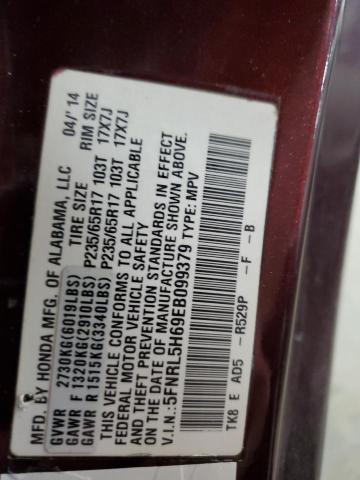 MFD. BY HONDA MFG. OF ALABAMA, LLC 04/'14
TIRE SIZE RIM SIZE
GVWR 2730KG(6019LBS)
GAWR F 1320KG(2910LBS) P235/65R17 103T 17X7J
GAWR R 1515KG(3340LBS) P235/65R17 103T 17X7J
THIS VEHICLE CONFORMS TO ALL APPLICABLE
FEDERAL MOTOR VEHICLE SAFETY
AND THEFT PREVENTION STANDARDS IN EFFECT
ON THE DATE OF MANUFACTURE SHOWN ABOVE.
V.I.N.:5FNRL5H69EB099379 TYPE: MPV
TK8 E AD5 -R529P -F -B